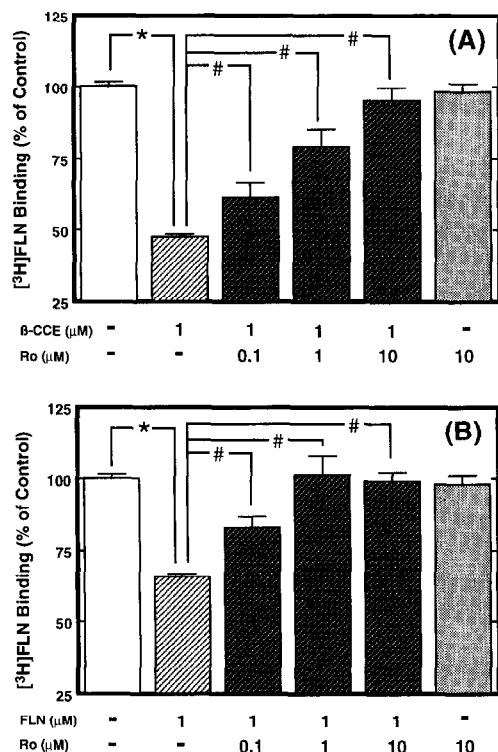 (A)
[³H]FLN Binding (% of Control)
125
100
75
50
25
*
#
#
#
ß-CCE (µM) - 1 1 1 1 -
Ro (µM) - - 0.1 1 10 10
(B)
[³H]FLN Binding (% of Control)
125
100
75
50
25
*
#
#
#
FLN (µM) - 1 1 1 1 -
Ro (µM) - - 0.1 1 10 10